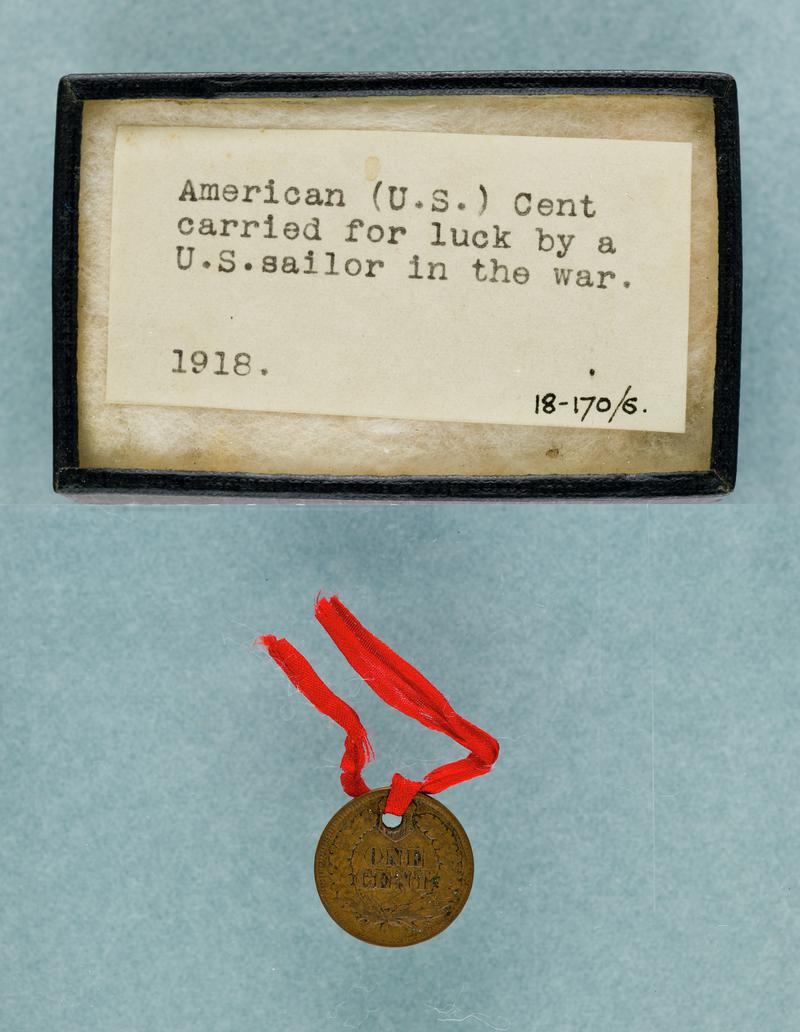 American (U.S.) Cent
carried for luck by a
U.S.sailor in the war.
1918.
18-170/6.
ONE
CENT